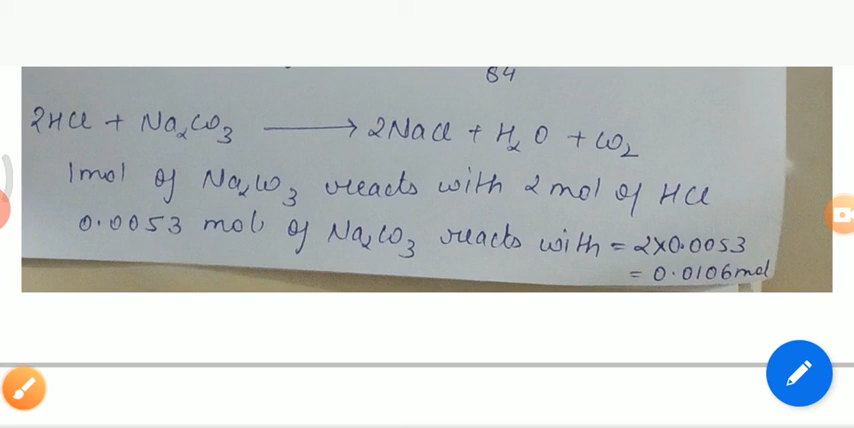 84
2HCl + Na₂CO₃ ⟶ 2NaCl + H₂O + CO₂
1mol of Na₂CO₃ reacts with 2 mol of HCl
0.0053 mol of Na₂CO₃ reacts with = 2×0.0053
= 0.0106mol